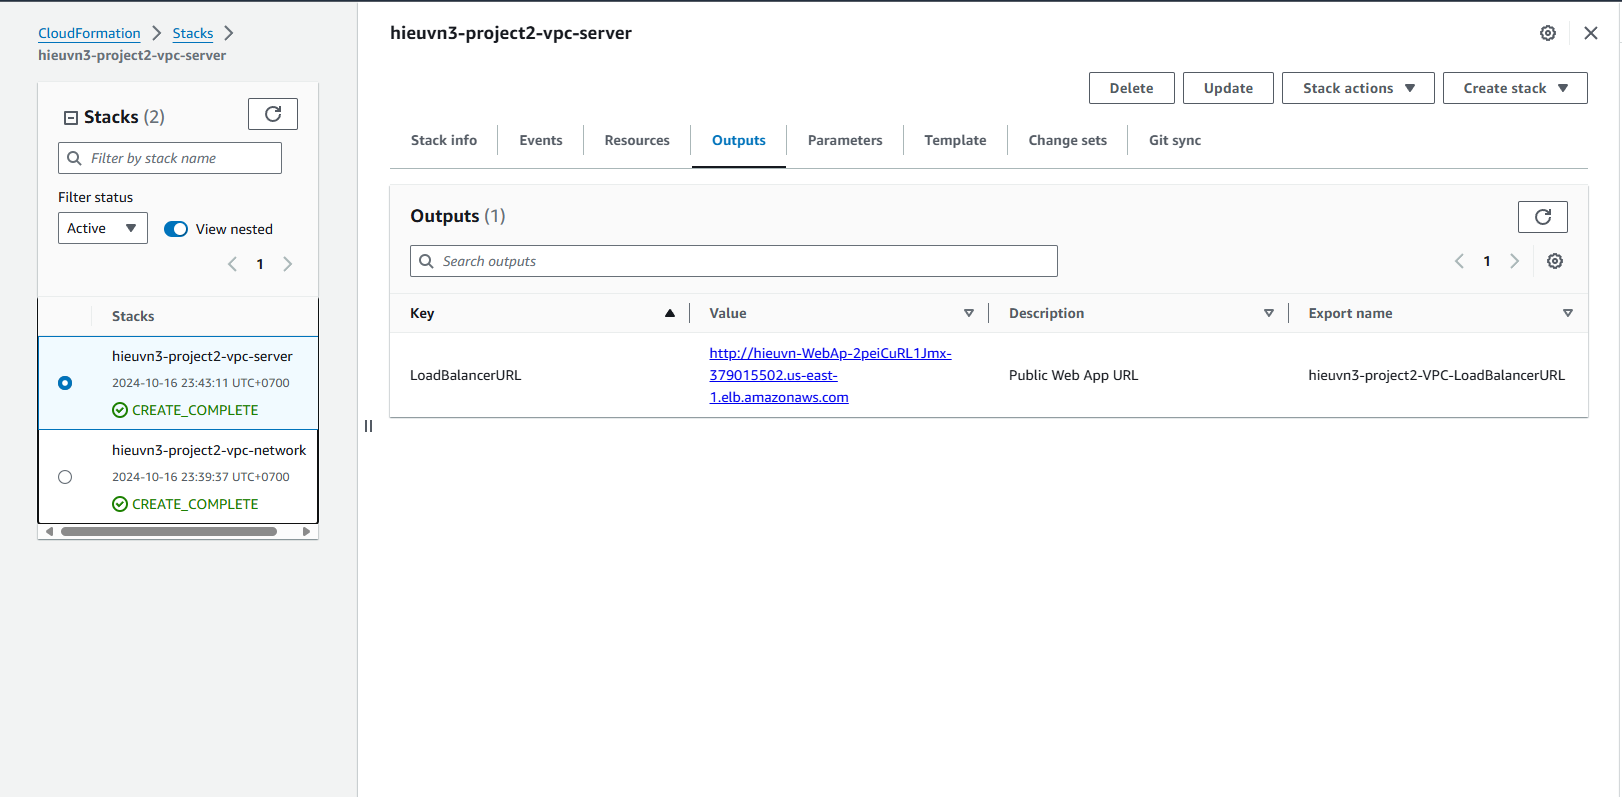 CloudFormation > Stacks >
hieuvn3-project2-vpc-server
Stacks (2)
Filter by stack name
Filter status
Active
View nested
1
Stacks
hieuvn3-project2-vpc-server
2024-10-16 23:43:11 UTC+0700
CREATE_COMPLETE
hieuvn3-project2-vpc-network
2024-10-16 23:39:37 UTC+0700
CREATE_COMPLETE
hieuvn3-project2-vpc-server
Delete
Update
Stack actions
Create stack
Stack info
Events
Resources
Outputs
Parameters
Template
Change sets
Git sync
Outputs (1)
Search outputs
1
Key
Value
Description
Export name
LoadBalancerURL
http://hieuvn-WebAp-2peiCuRL1Jmx-
379015502.us-east-
1.elb.amazonaws.com
Public Web App URL
hieuvn3-project2-VPC-LoadBalancerURL